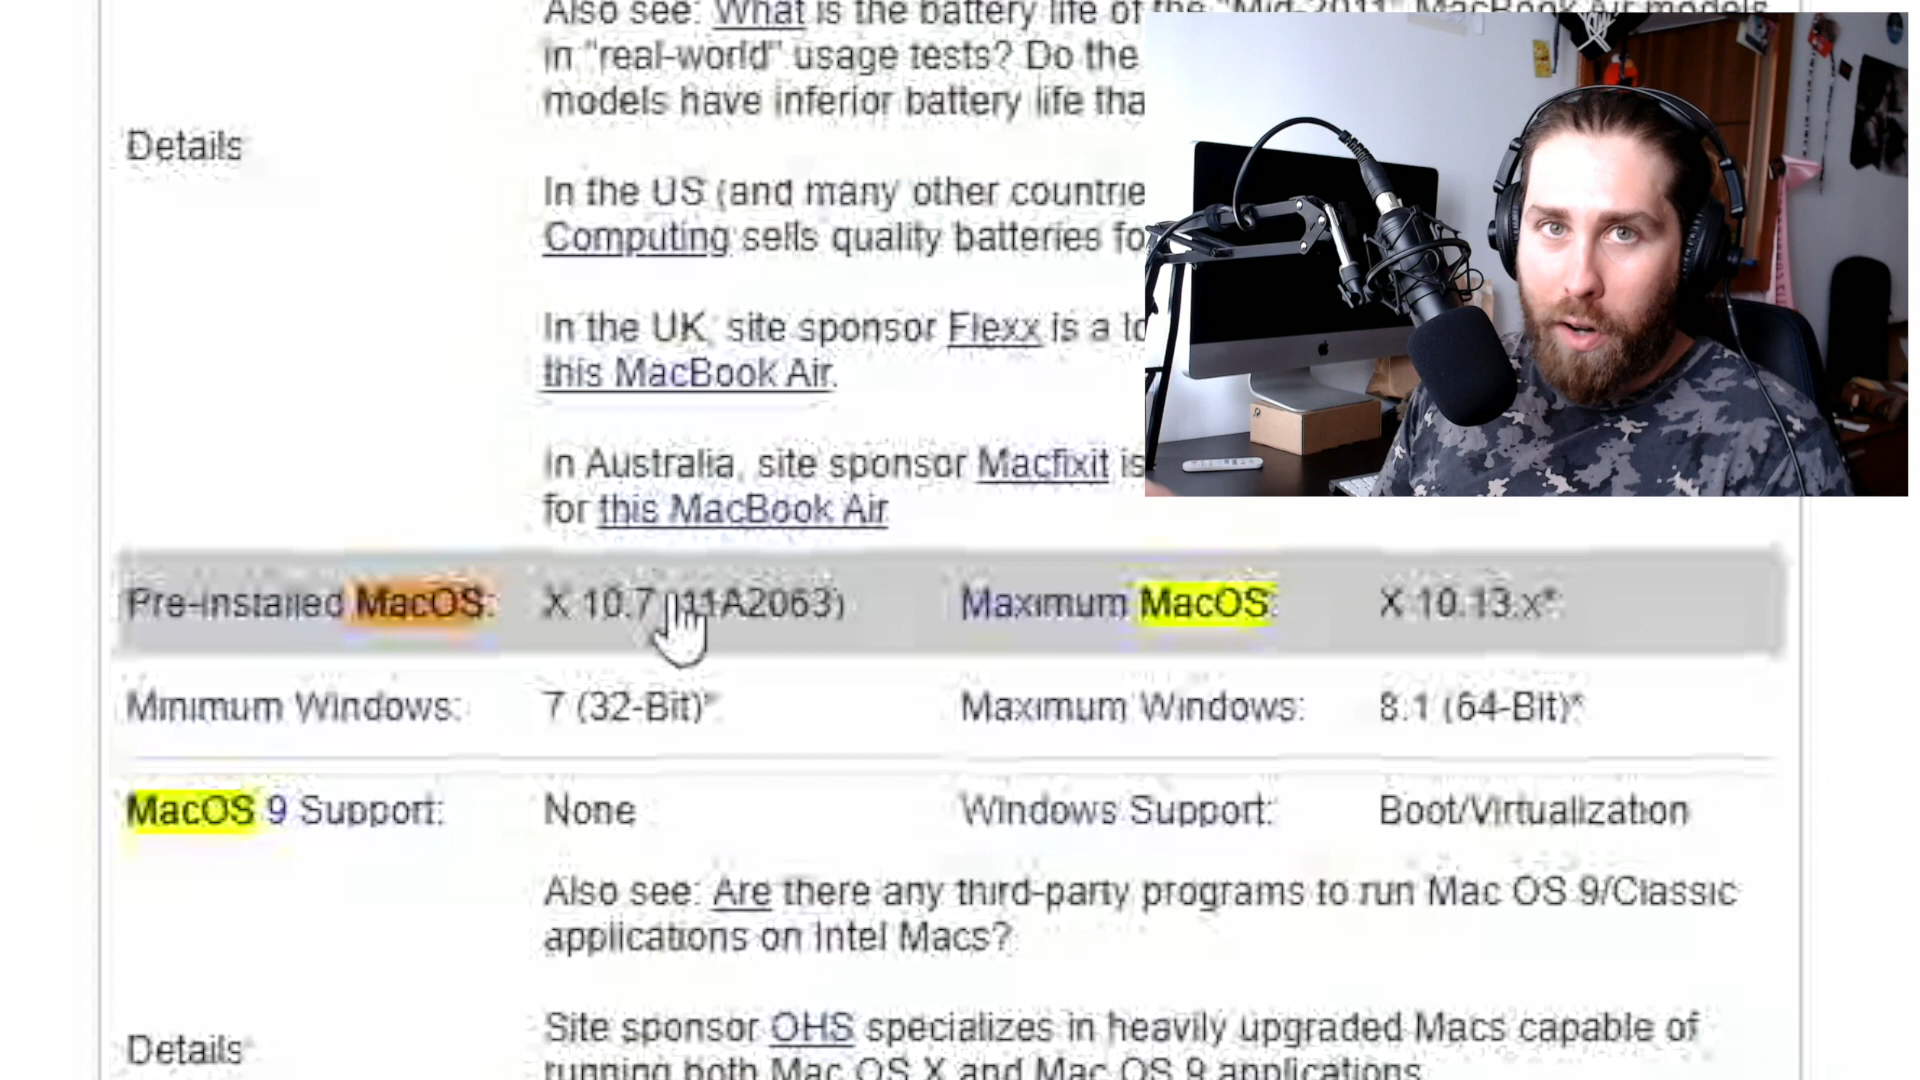 Also see: What is the battery life of the "Mid-2011" MacBook Air models
in "real-world" usage tests? Do the
models have inferior battery life tha
Details
In the US (and many other countrie
Computing sells quality batteries fo
In the UK, site sponsor Flexx is a
this MacBook Air.
In Australia, site sponsor Macfixit is
for this MacBook Air
Pre-Installed MacOS: X 10.7 (11A2063) Maximum MacOS: X 10.13.x*
Minimum Windows: 7 (32-Bit)* Maximum Windows: 8.1 (64-Bit)*
MacOS 9 Support: None Windows Support: Boot/Virtualization
Also see: Are there any third-party programs to run Mac OS 9/Classic
applications on Intel Macs?
Site sponsor OHS specializes in heavily upgraded Macs capable of
Details
running both Mac OS X and Mac OS 9 applications